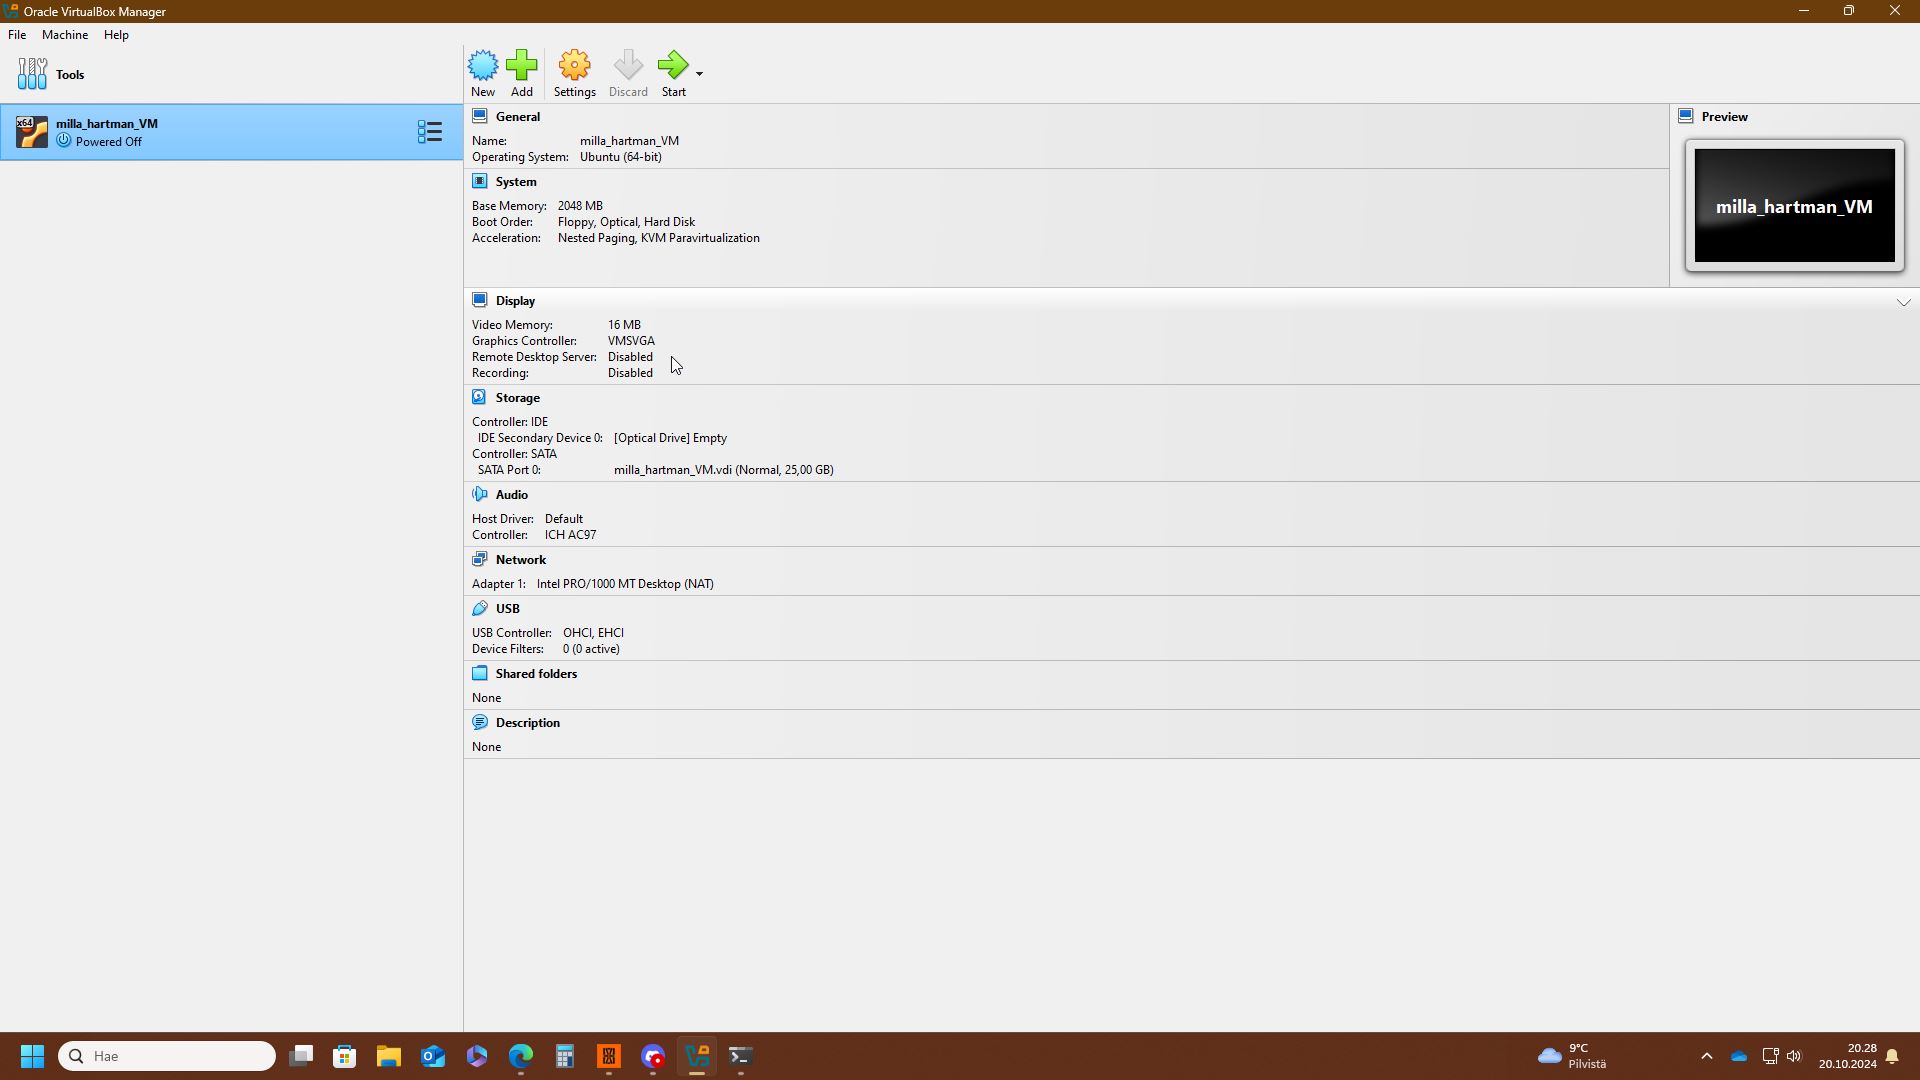 Oracle VirtualBox Manager
File Machine Help
Tools
New Add Settings Discard Start
x64
milla_hartman_VM
Powered Off
General
Name: milla_hartman_VM
Operating System: Ubuntu (64-bit)
System
Base Memory: 2048 MB
Boot Order: Floppy, Optical, Hard Disk
Acceleration: Nested Paging, KVM Paravirtualization
Preview
milla_hartman_VM
Display
Video Memory: 16 MB
Graphics Controller: VMSVGA
Remote Desktop Server: Disabled
Recording: Disabled
Storage
Controller: IDE
IDE Secondary Device 0: [Optical Drive] Empty
Controller: SATA
SATA Port 0: milla_hartman_VM.vdi (Normal, 25,00 GB)
Audio
Host Driver: Default
Controller: ICH AC97
Network
Adapter 1: Intel PRO/1000 MT Desktop (NAT)
USB
USB Controller: OHCI, EHCI
Device Filters: 0 (0 active)
Shared folders
None
Description
None
Hae
9°C
Pilvistä
20.28
20.10.2024